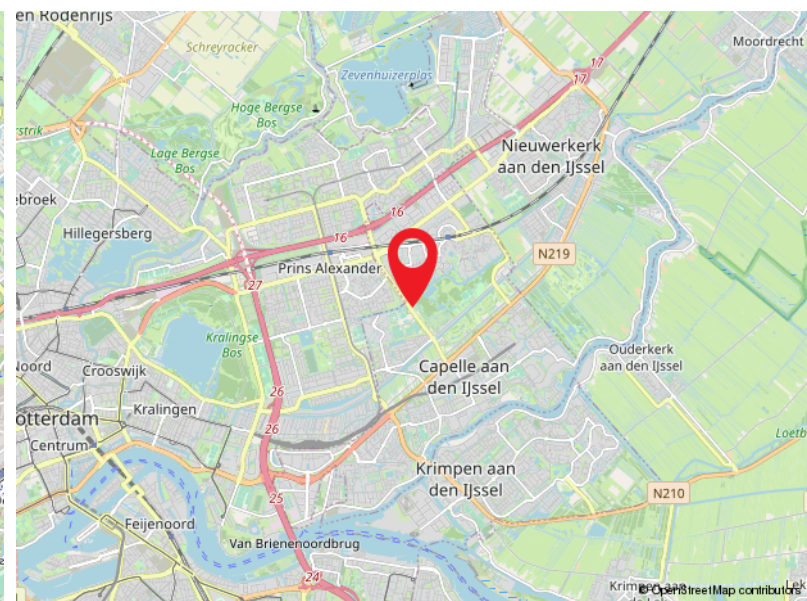 en Rodenrijs
Moordrecht
Schreyracker
17
Zevenhuizerplas
17
Hoge Bergse
Bos
Nieuwerkerk
aan den IJssel
Lage Bergse
Bos
ebroek
16
Hillegersberg
16
N219
Prins Alexander
27
Kralingse
Bos
Ouderkerk
aan den IJssel
Noord
Crooswijk
Capelle aan
den IJssel
26
Kralingen
otterdam
26
Centrum
Loetb
Krimpen aan
den IJssel
N210
25
Feijenoord
Van Brienenoordbrug
24
Krimpen aan
© OpenStreetMap contributors